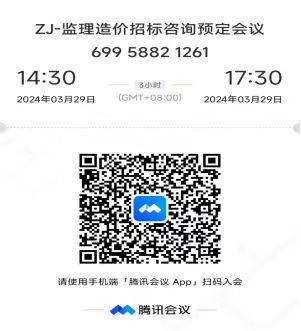 ZJ-监理造价招标咨询预定会议
699 5882 1261
14:30 3小时 17:30
2024年03月29日 (GMT+08:00) 2024年03月29日
请使用手机端「腾讯会议 App」扫码入会
腾讯会议